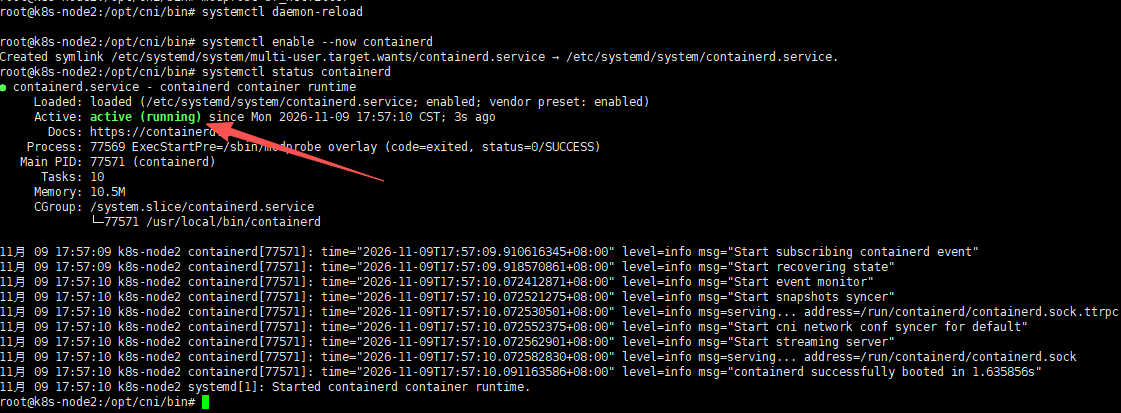 root@k8s-node2:/opt/cni/bin# systemctl daemon-reload
root@k8s-node2:/opt/cni/bin# systemctl enable --now containerd
Created symlink /etc/systemd/system/multi-user.target.wants/containerd.service → /etc/systemd/system/containerd.service.
root@k8s-node2:/opt/cni/bin# systemctl status containerd
● containerd.service - containerd container runtime
Loaded: loaded (/etc/systemd/system/containerd.service; enabled; vendor preset: enabled)
Active: active (running) since Mon 2026-11-09 17:57:10 CST; 3s ago
Docs: https://containerd
Process: 77569 ExecStartPre=/sbin/modprobe overlay (code=exited, status=0/SUCCESS)
Main PID: 77571 (containerd)
Tasks: 10
Memory: 10.5M
CGroup: /system.slice/containerd.service
└─77571 /usr/local/bin/containerd
11月 09 17:57:09 k8s-node2 containerd[77571]: time="2026-11-09T17:57:09.910616345+08:00" level=info msg="Start subscribing containerd event"
11月 09 17:57:09 k8s-node2 containerd[77571]: time="2026-11-09T17:57:09.918570861+08:00" level=info msg="Start recovering state"
11月 09 17:57:10 k8s-node2 containerd[77571]: time="2026-11-09T17:57:10.072412871+08:00" level=info msg="Start event monitor"
11月 09 17:57:10 k8s-node2 containerd[77571]: time="2026-11-09T17:57:10.072521275+08:00" level=info msg="Start snapshots syncer"
11月 09 17:57:10 k8s-node2 containerd[77571]: time="2026-11-09T17:57:10.072530501+08:00" level=info msg=serving... address=/run/containerd/containerd.sock.ttrpc
11月 09 17:57:10 k8s-node2 containerd[77571]: time="2026-11-09T17:57:10.072552375+08:00" level=info msg="Start cni network conf syncer for default"
11月 09 17:57:10 k8s-node2 containerd[77571]: time="2026-11-09T17:57:10.072562901+08:00" level=info msg="Start streaming server"
11月 09 17:57:10 k8s-node2 containerd[77571]: time="2026-11-09T17:57:10.072582830+08:00" level=info msg=serving... address=/run/containerd/containerd.sock
11月 09 17:57:10 k8s-node2 containerd[77571]: time="2026-11-09T17:57:10.091163586+08:00" level=info msg="containerd successfully booted in 1.635856s"
11月 09 17:57:10 k8s-node2 systemd[1]: Started containerd container runtime.
root@k8s-node2:/opt/cni/bin#